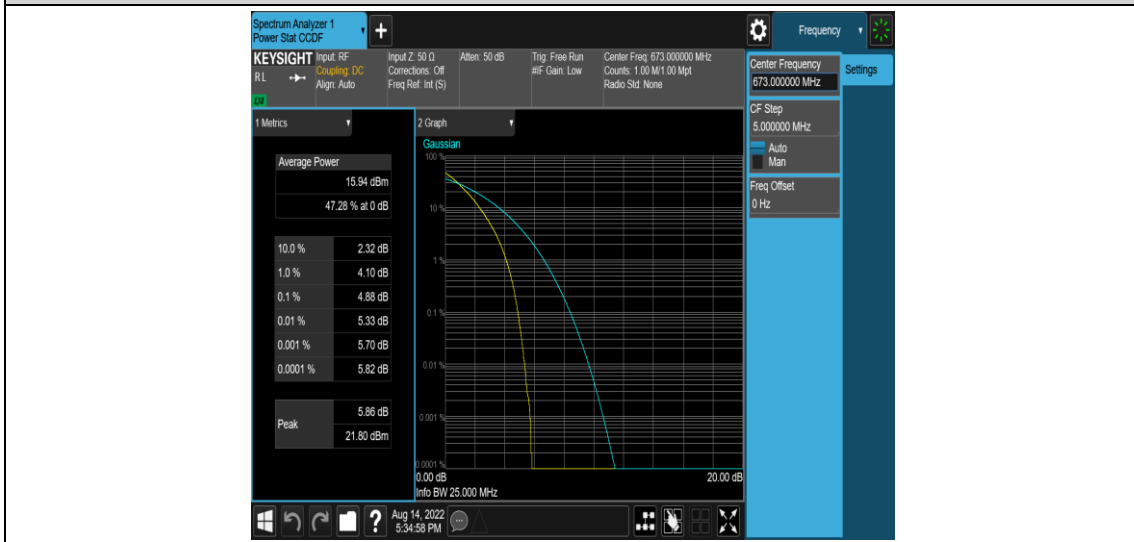 Spectrum Analyzer 1
Power Stat CCDF
Frequency
KEYSIGHT
RL
LXI
Input: RF
Coupling: DC
Align: Auto
Input Z: 50 Ω
Corrections: Off
Freq Ref: Int (S)
Atten: 50 dB
Trig: Free Run
#IF Gain: Low
Center Freq: 673.000000 MHz
Counts: 1.00 M/1.00 Mpt
Radio Std: None
Center Frequency
673.000000 MHz
Settings
CF Step
5.000000 MHz
Auto
Man
Freq Offset
0 Hz
1 Metrics
Average Power
15.94 dBm
47.28 % at 0 dB
10.0 % 2.32 dB
1.0 % 4.10 dB
0.1 % 4.88 dB
0.01 % 5.33 dB
0.001 % 5.70 dB
0.0001 % 5.82 dB
Peak
5.86 dB
21.80 dBm
2 Graph
Gaussian
100 %
10 %
1 %
0.1 %
0.01 %
0.001 %
0.0001 %
0.00 dB 20.00 dB
Info BW 25.000 MHz
?
Aug 14, 2022
5:34:58 PM